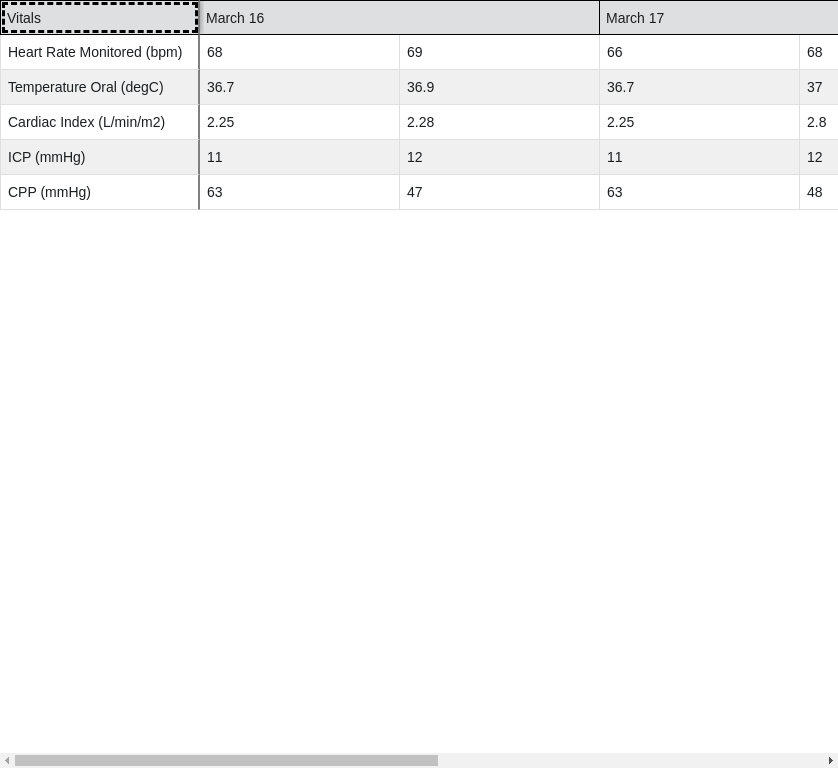 Vitals March 16 March 17
Heart Rate Monitored (bpm) 68 69 66 68
Temperature Oral (degC) 36.7 36.9 36.7 37
Cardiac Index (L/min/m2) 2.25 2.28 2.25 2.8
ICP (mmHg) 11 12 11 12
CPP (mmHg) 63 47 63 48